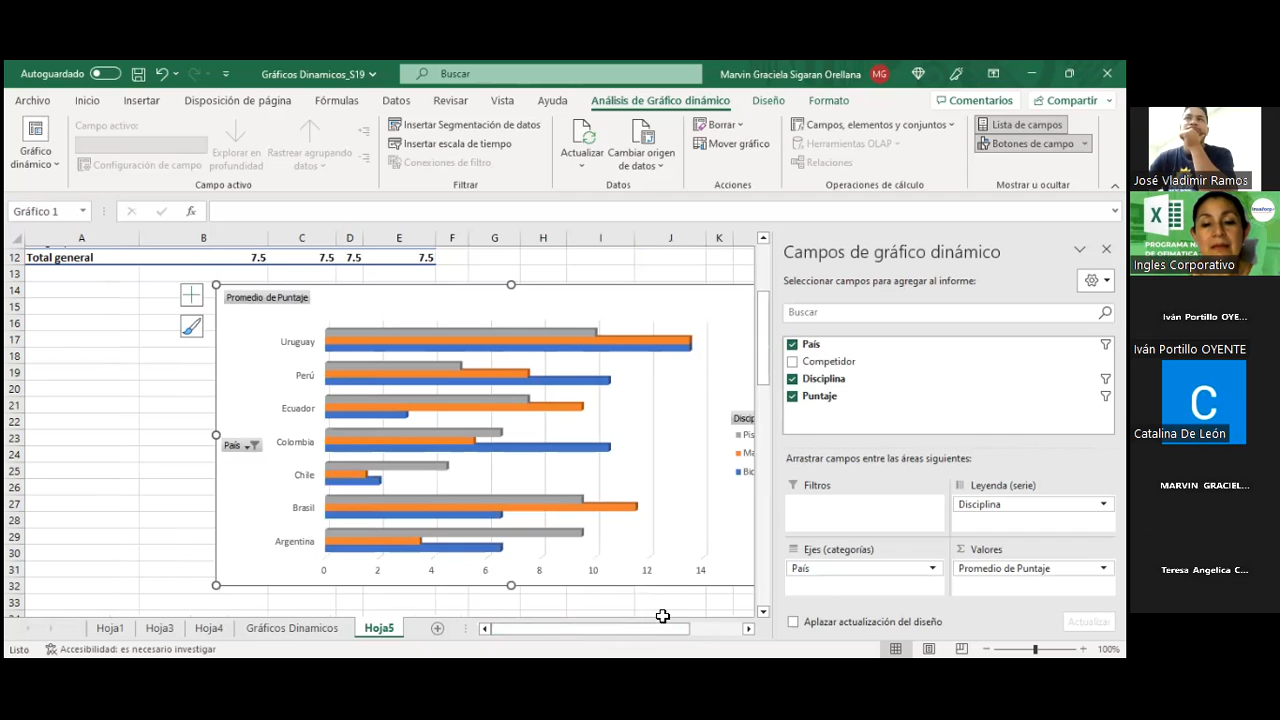 Autoguardado
Gráficos Dinamicos_S19
Buscar
Marvin Graciela Sigaran Orellana
MG
Archivo
Inicio
Insertar
Disposición de página
Fórmulas
Datos
Revisar
Vista
Ayuda
Análisis de Gráfico dinámico
Diseño
Formato
Comentarios
Compartir
Gráfico
dinámico
Campo activo:
Configuración de campo
Explorar en
profundidad
Rastrear agrupando
datos
Campo activo
Insertar Segmentación de datos
Insertar escala de tiempo
Conexiones de filtro
Filtrar
Actualizar
Cambiar origen
de datos
Datos
Borrar
Mover gráfico
Acciones
Campos, elementos y conjuntos
Herramientas OLAP
Relaciones
Operaciones de cálculo
Lista de campos
Botones de campo
Mostrar u ocultar
Gráfico 1
fx
A B C D E F G H I J K
12 Total general 7.5 7.5 7.5 7.5
13
14
15
16
17
18
19
20
21
22
23
24
25
26
27
28
29
30
31
32
33
Promedio de Puntaje
Uruguay
Perú
Ecuador
Colombia
Chile
Brasil
Argentina
País
0 2 4 6 8 10 12 14
Discip
Pis
Ma
Bic
Campos de gráfico dinámico
Seleccionar campos para agregar al informe:
Buscar
País
Competidor
Disciplina
Puntaje
Arrastrar campos entre las áreas siguientes:
Filtros
Leyenda (serie)
Disciplina
Ejes (categorías)
País
Σ Valores
Promedio de Puntaje
Aplazar actualización del diseño
Actualizar
Hoja1
Hoja3
Hoja4
Gráficos Dinamicos
Hoja5
Listo
Accesibilidad: es necesario investigar
100%
José Vladimir Ramos
PROGRAMA NA
DE OFIMÁTICA
Ingles Corporativo
Iván Portillo OYE...
Iván Portillo OYENTE
C
Catalina De León
MARVIN GRACIEL...
Teresa Angelica C...